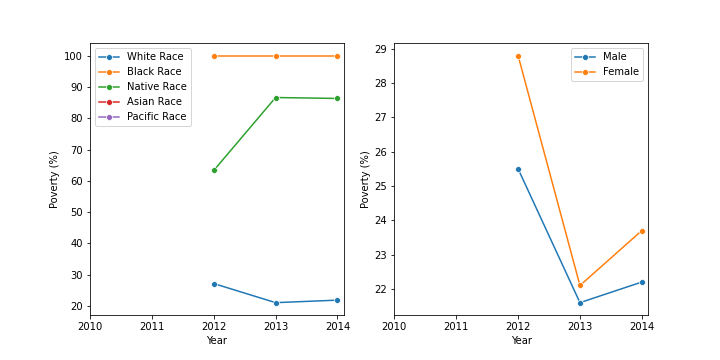 100
90
80
70
60
50
40
30
20
Poverty (%)
2010 2011 2012 2013 2014
Year
White Race
Black Race
Native Race
Asian Race
Pacific Race
29
28
27
26
25
24
23
22
Poverty (%)
2010 2011 2012 2013 2014
Year
Male
Female